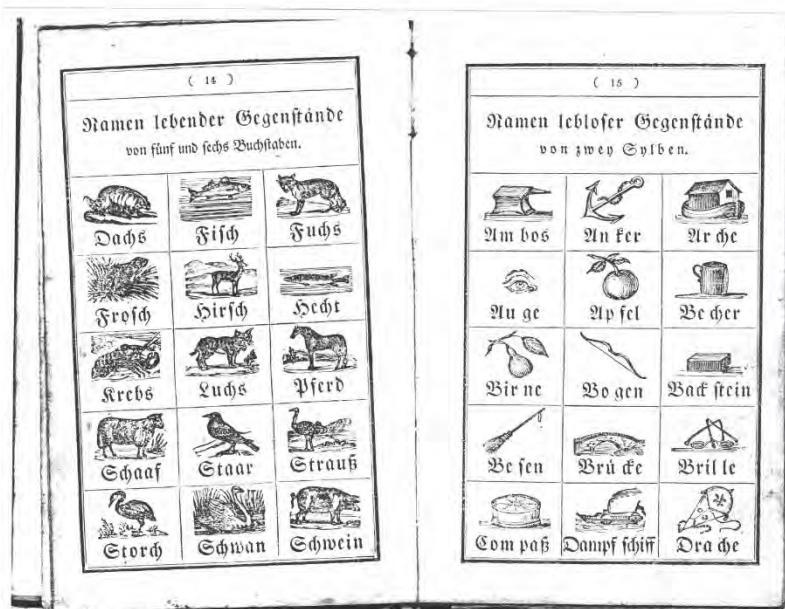 ( 14 )
Namen lebender Gegenstände
von fünf und sechs Buchstaben.
Dachs Fisch Fuchs
Frosch Hirsch Hecht
Krebs Luchs Pferd
Schaaf Staar Strauß
Storch Schwan Schwein
( 15 )
Namen lebloser Gegenstände
von zwey Sylben.
Am bos An ker Ar che
Au ge Ap fel Be cher
Bir ne Bo gen Back stein
Be sen Brü cke Bril le
Com paß Dampf schiff Dra che